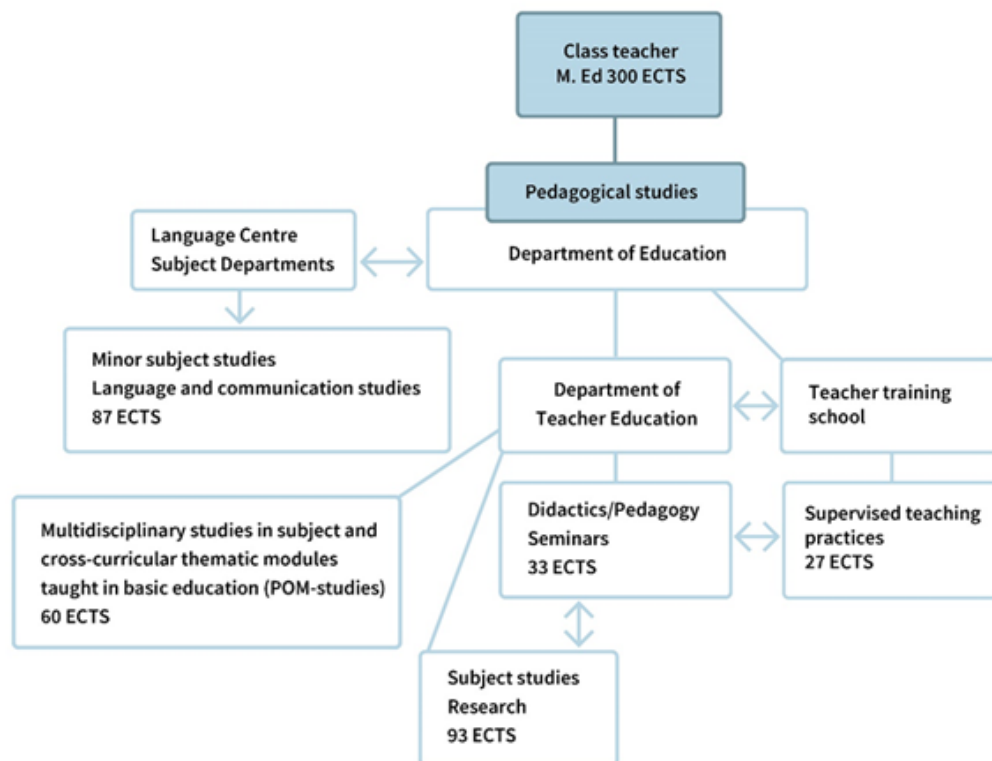 Class teacher
M. Ed 300 ECTS
Pedagogical studies
Language Centre
Subject Departments
Department of Education
Minor subject studies
Language and communication studies
87 ECTS
Department of
Teacher Education
Teacher training
school
Multidisciplinary studies in subject and
cross-curricular thematic modules
taught in basic education (POM-studies)
60 ECTS
Didactics/Pedagogy
Seminars
33 ECTS
Supervised teaching
practices
27 ECTS
Subject studies
Research
93 ECTS